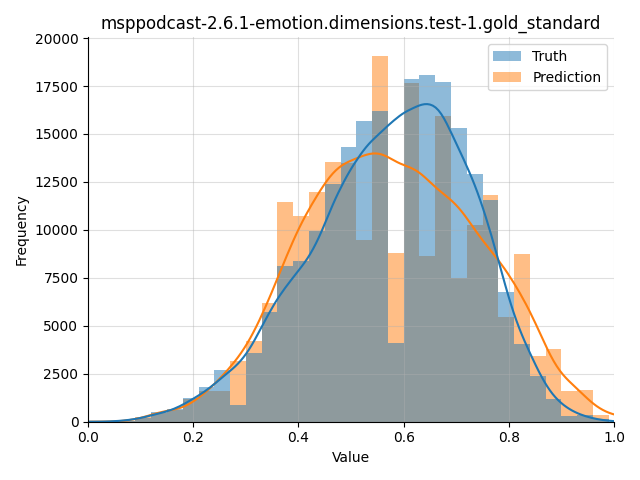 msppodcast-2.6.1-emotion.dimensions.test-1.gold_standard
20000
17500
15000
12500
10000
7500
5000
2500
0
Frequency
Truth
Prediction
0.0 0.2 0.4 0.6 0.8 1.0
Value